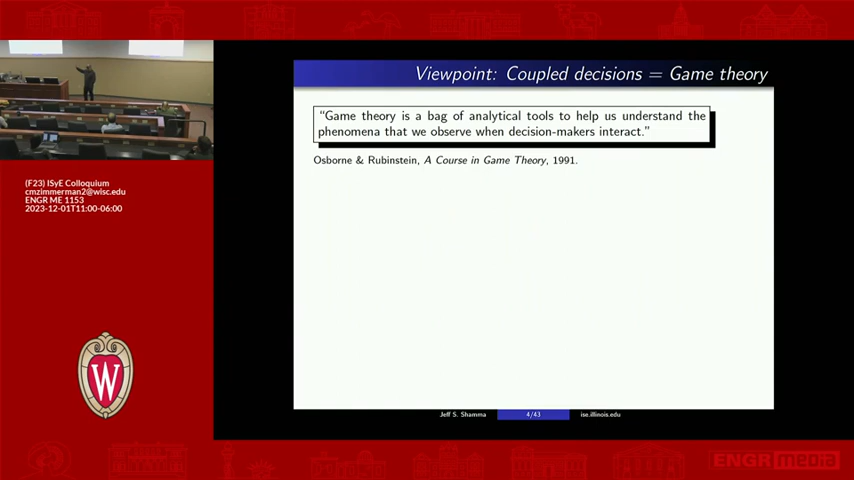 Viewpoint: Coupled decisions = Game theory
“Game theory is a bag of analytical tools to help us understand the
phenomena that we observe when decision-makers interact.”
Osborne & Rubinstein, A Course in Game Theory, 1991.
(F23) ISyE Colloquium
cmzimmerman2@wisc.edu
ENGR ME 1153
2023-12-01T11:00-06:00
W
Jeff S. Shamma 4/43 ise.illinois.edu
ENGR media